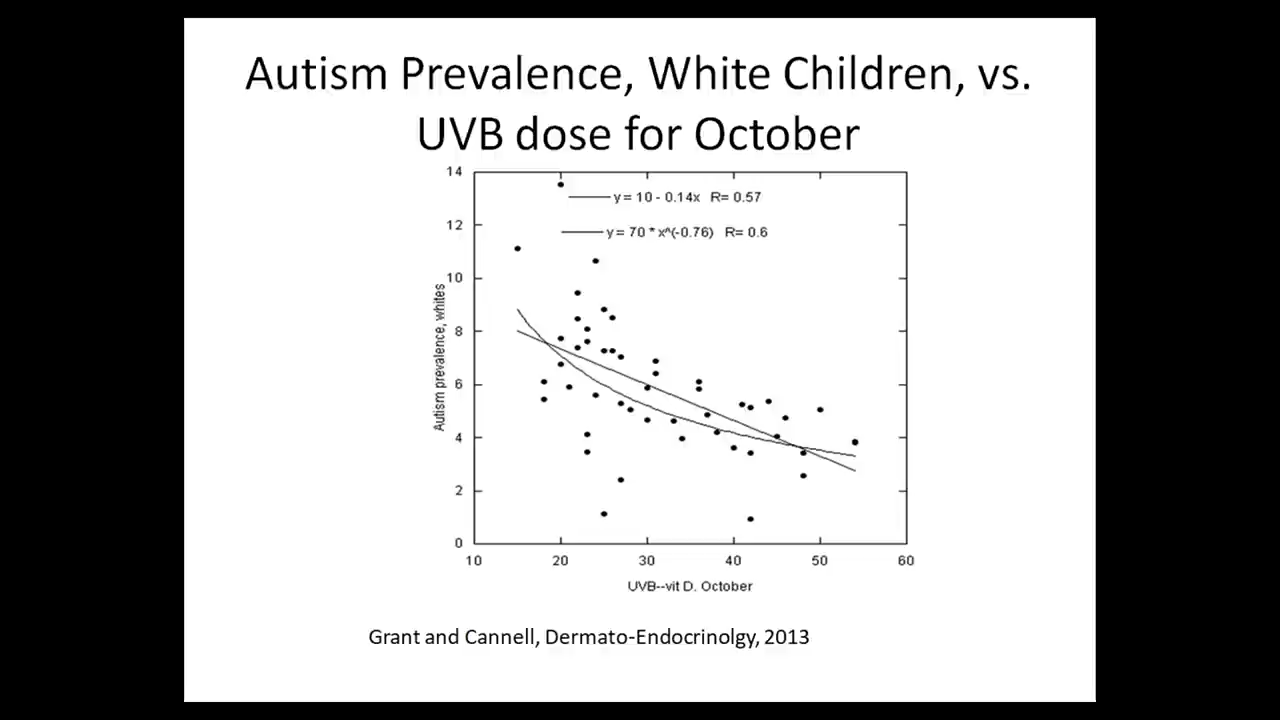 Autism Prevalence, White Children, vs.
UVB dose for October
14
12
10
8
6
4
2
0
Autism prevalence, whites
y = 10 - 0.14x R= 0.57
y = 70 * x^(-0.76) R= 0.6
10 20 30 40 50 60
UVB--vit D. October
Grant and Cannell, Dermato-Endocrinolgy, 2013